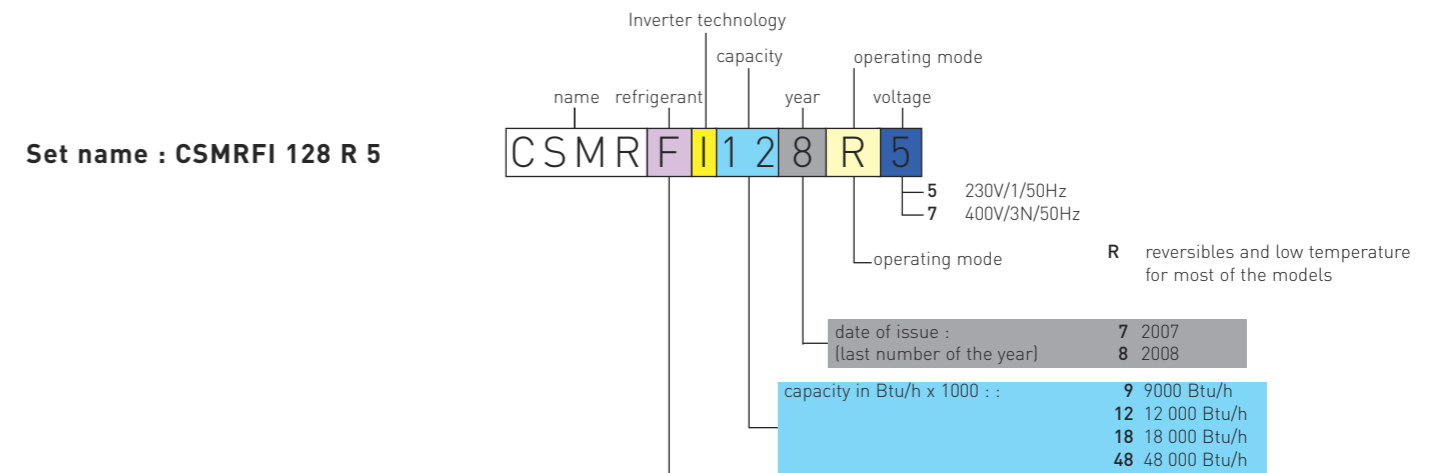 Inverter technology
capacity operating mode
name refrigerant year voltage
Set name : CSMRFI 128 R 5 CSMRFI128R5
5 230V/1/50Hz
7 400V/3N/50Hz
operating mode R reversibles and low temperature
for most of the models
date of issue : 7 2007
(last number of the year) 8 2008
capacity in Btu/h x 1000 : : 9 9000 Btu/h
12 12 000 Btu/h
18 18 000 Btu/h
48 48 000 Btu/h